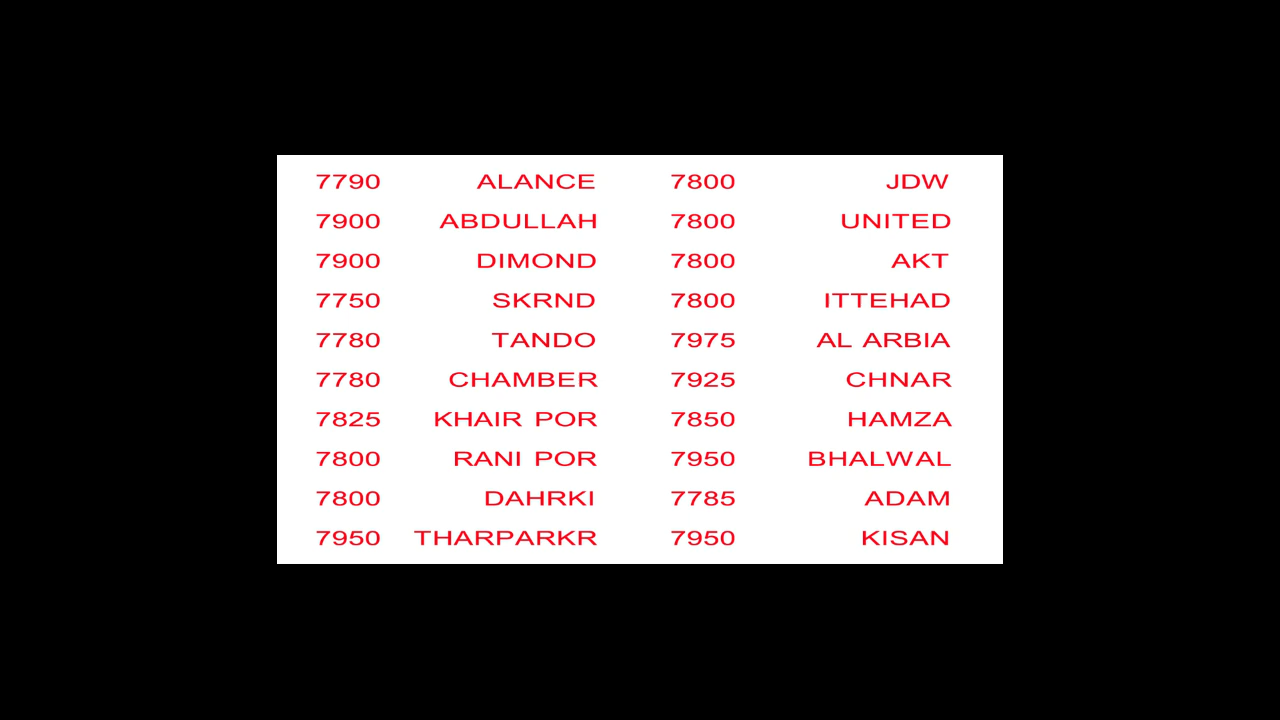 7790 ALANCE 7800 JDW
7900 ABDULLAH 7800 UNITED
7900 DIMOND 7800 AKT
7750 SKRND 7800 ITTEHAD
7780 TANDO 7975 AL ARBIA
7780 CHAMBER 7925 CHNAR
7825 KHAIR POR 7850 HAMZA
7800 RANI POR 7950 BHALWAL
7800 DAHRKI 7785 ADAM
7950 THARPARKR 7950 KISAN